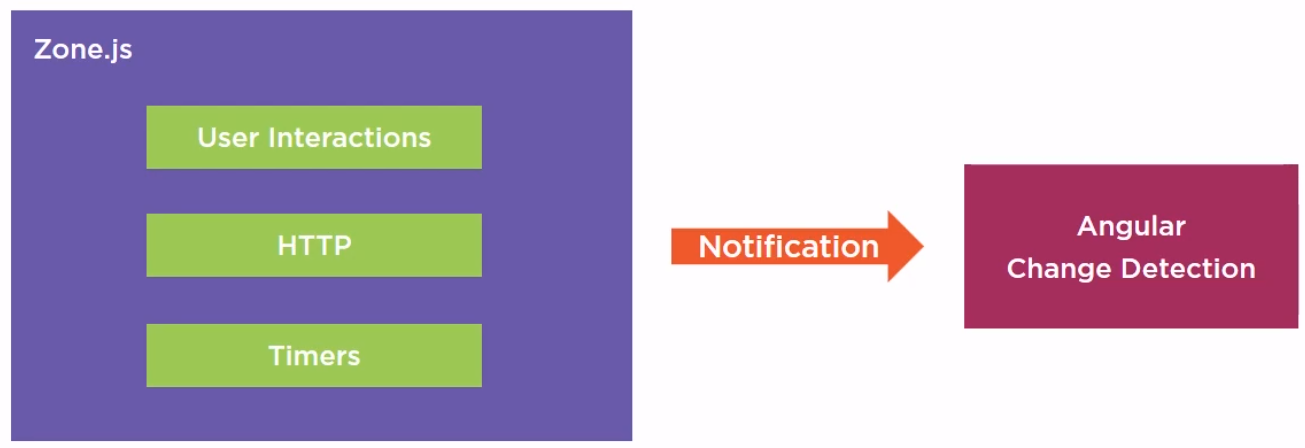 Zone.js
User Interactions
HTTP
Timers
Notification
Angular
Change Detection